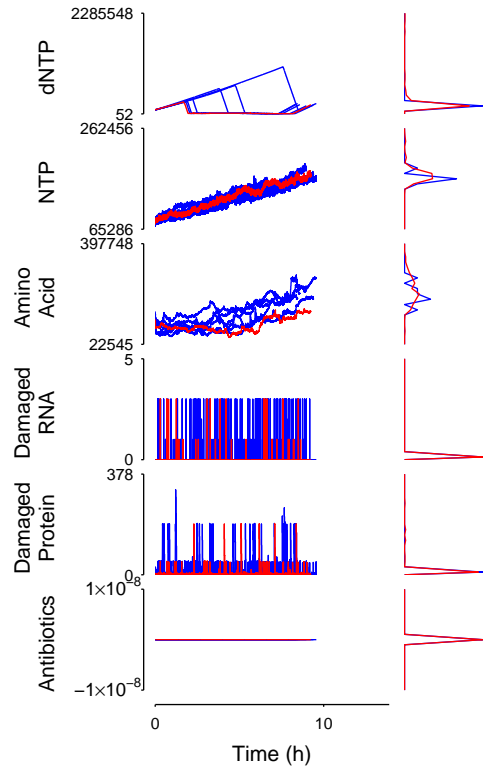 2285548
dNTP
52
262456
NTP
65286
397748
Amino
Acid
22545
5
Damaged
RNA
0
378
Damaged
Protein
0
1×10⁻⁸
Antibiotics
−1×10⁻⁸
0 10
Time (h)